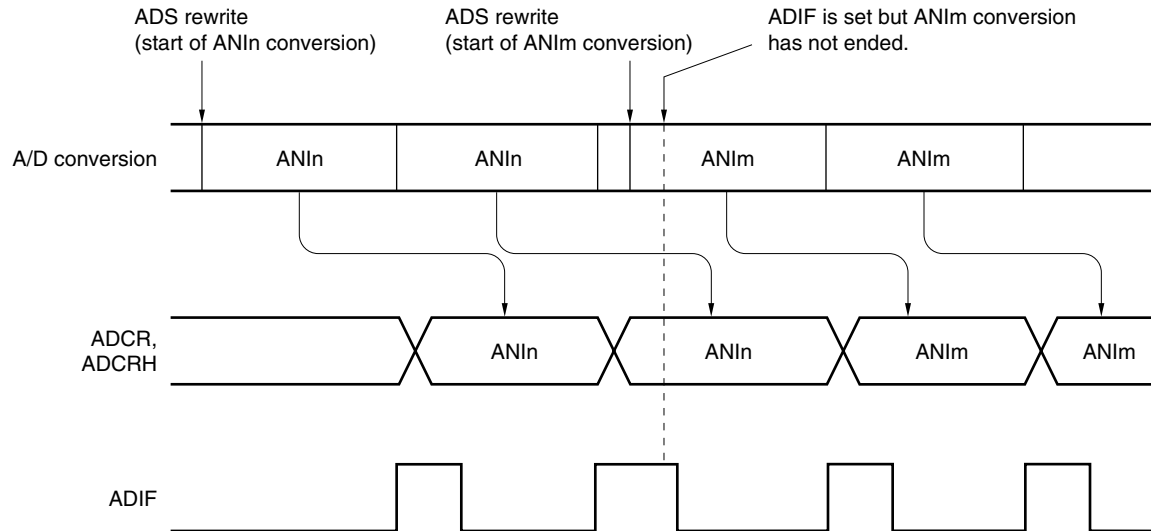 ADS rewrite
(start of ANIn conversion)
ADS rewrite
(start of ANIm conversion)
ADIF is set but ANIm conversion
has not ended.
A/D conversion
ANIn
ANIn
ANIm
ANIm
ADCR,
ADCRH
ANIn
ANIn
ANIm
ANIm
ADIF